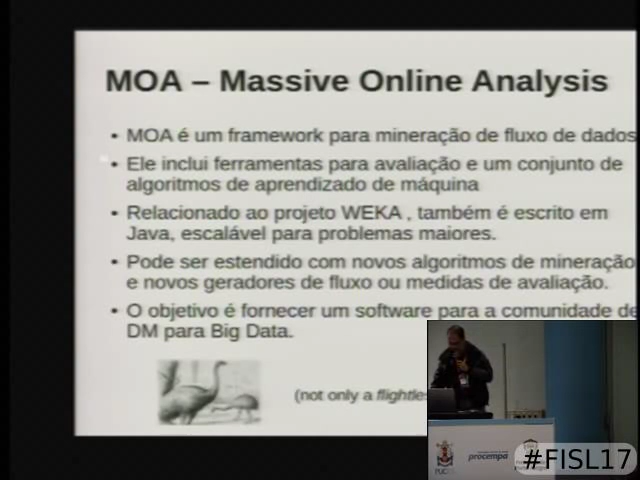 MOA – Massive Online Analysis
• MOA é um framework para mineração de fluxo de dados
• Ele inclui ferramentas para avaliação e um conjunto de
algoritmos de aprendizado de máquina
• Relacionado ao projeto WEKA , também é escrito em
Java, escalável para problemas maiores.
• Pode ser estendido com novos algoritmos de mineração
e novos geradores de fluxo ou medidas de avaliação.
• O objetivo é fornecer um software para a comunidade de
DM para Big Data.
(not only a
procempa
#FISL17